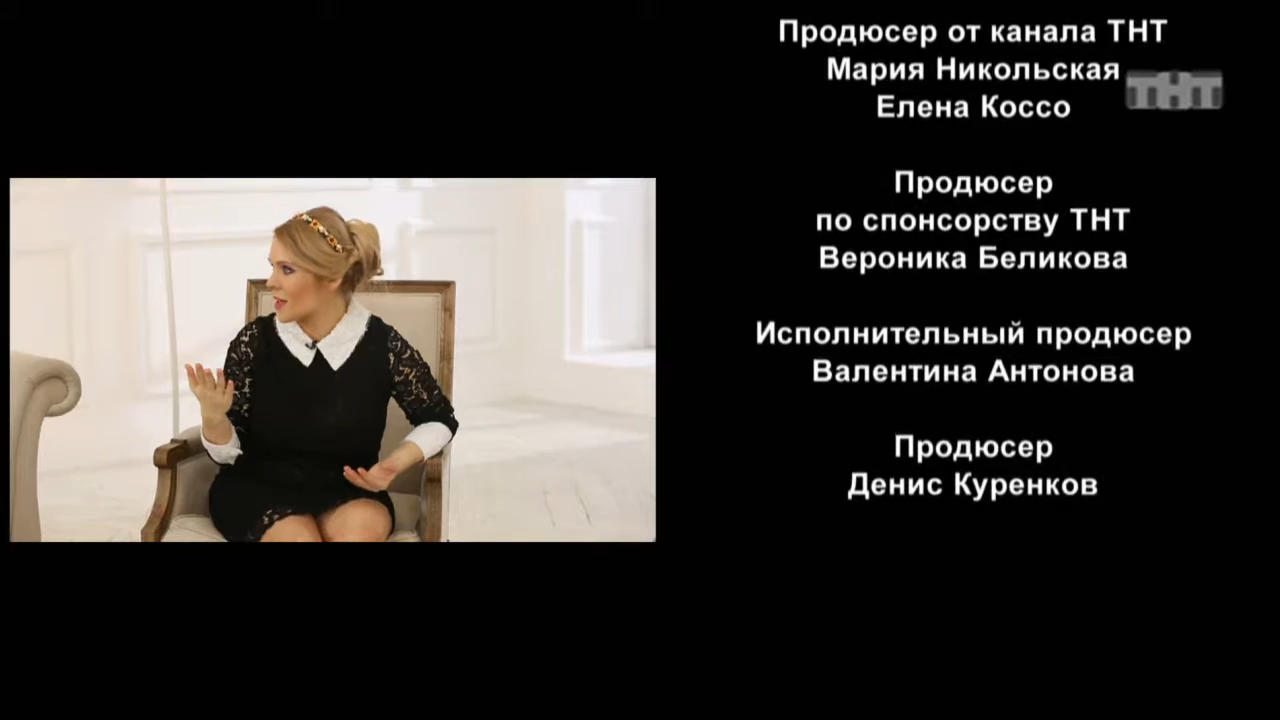 Продюсер от канала ТНТ
Мария Никольская
Елена Коссо
ТНТ
Продюсер
по спонсорству ТНТ
Вероника Беликова
Исполнительный продюсер
Валентина Антонова
Продюсер
Денис Куренков